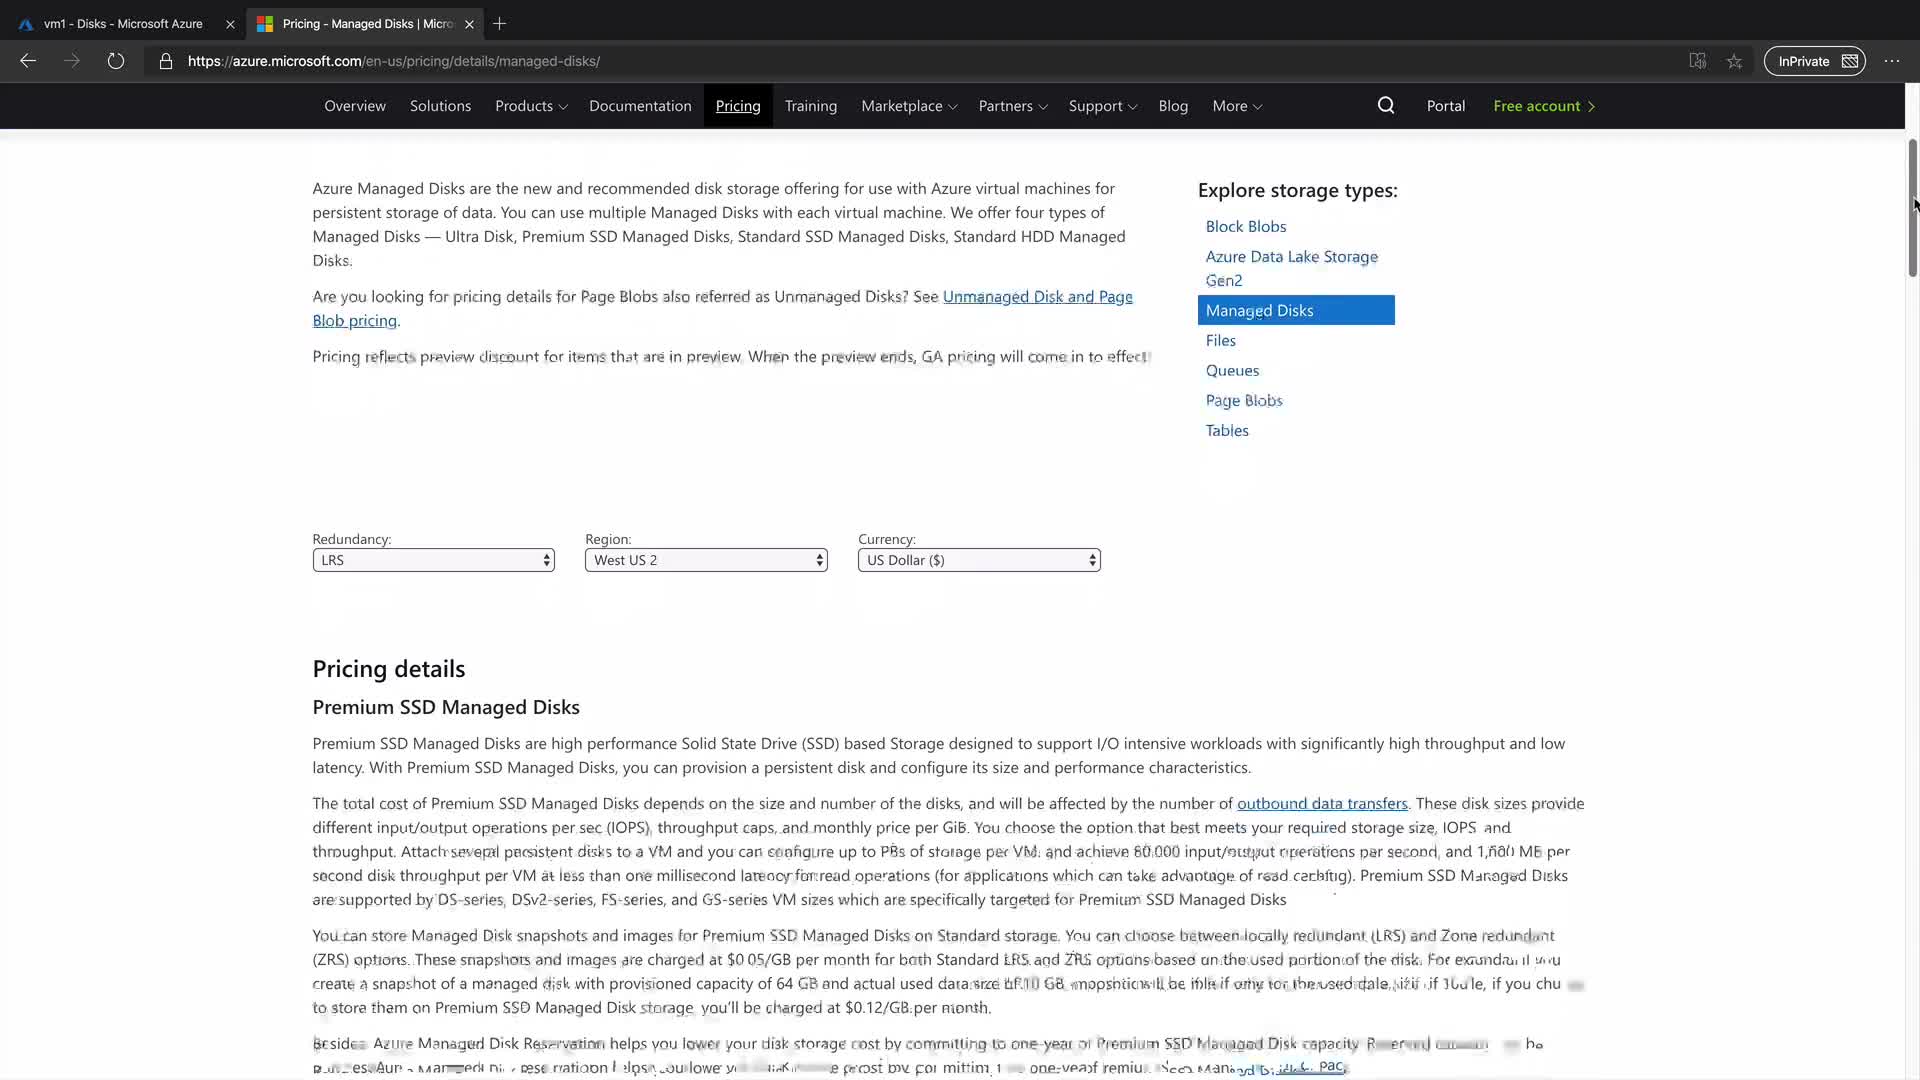 vm1 - Disks - Microsoft Azure
Pricing - Managed Disks | Micro
https://azure.microsoft.com/en-us/pricing/details/managed-disks/
InPrivate
Overview Solutions Products Documentation Pricing Training Marketplace Partners Support Blog More Portal Free account
Azure Managed Disks are the new and recommended disk storage offering for use with Azure virtual machines for
persistent storage of data. You can use multiple Managed Disks with each virtual machine. We offer four types of
Managed Disks — Ultra Disk, Premium SSD Managed Disks, Standard SSD Managed Disks, Standard HDD Managed
Disks.
Are you looking for pricing details for Page Blobs also referred as Unmanaged Disks? See Unmanaged Disk and Page
Blob pricing.
Pricing reflects preview discount for items that are in preview. When the preview ends, GA pricing will come in to effect
Explore storage types:
Block Blobs
Azure Data Lake Storage
Gen2
Managed Disks
Files
Queues
Page Blobs
Tables
Redundancy: Region: Currency:
LRS West US 2 US Dollar ($)
Pricing details
Premium SSD Managed Disks
Premium SSD Managed Disks are high performance Solid State Drive (SSD) based Storage designed to support I/O intensive workloads with significantly high throughput and low
latency. With Premium SSD Managed Disks, you can provision a persistent disk and configure its size and performance characteristics.
The total cost of Premium SSD Managed Disks depends on the size and number of the disks, and will be affected by the number of outbound data transfers. These disk sizes provide
different input/output operations per sec (IOPS), throughput caps, and monthly price per GiB. You choose the option that best meets your required storage size, IOPS and
throughput. Attach several persistent disks to a VM and you can configure up to PBs of storage per VM, and achieve 80,000 input/output operations per second, and MB per
second disk throughput per VM at less than one millisecond latency for read operations (for applications which can take advantage of read caching). Premium SSD Managed Disks
are supported by DS-series, DSv2-series, FS-series, and GS-series VM sizes which are specifically targeted for Premium SSD Managed Disks
You can store Managed Disk snapshots and images for Premium SSD Managed Disks on Standard storage. You can choose between locally redundant (LRS) and Zone redundant
(ZRS) options. These snapshots and images are charged at $0.05/GB per month for both Standard LRS and ZRS options based on the used portion of the disk. For example, if you
create a snapshot of a managed disk with provisioned capacity of 64 GB and actual used data size of 10 GB, if you
to store them on Premium SSD Managed Disk storage, you'll be charged at $0.12/GB per month.
Besides, Azure Managed Disk Reservation helps you lower your disk storage cost by committing to one-year of Premium SSD Managed Disk capacity. be